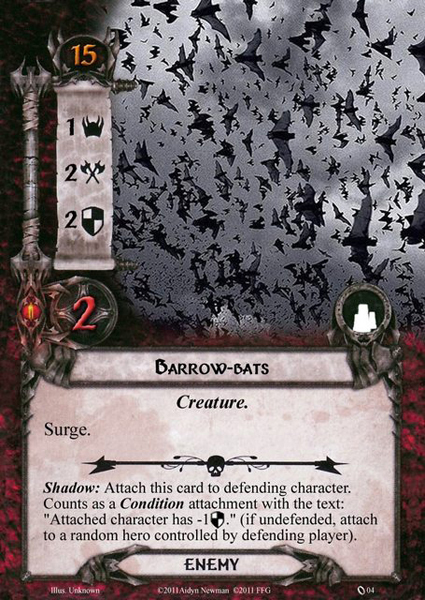 15
1
2
2
2
BARROW-BATS
Creature.
Surge.
Shadow: Attach this card to defending character.
Counts as a Condition attachment with the text:
"Attached character has -1." (if undefended, attach
to a random hero controlled by defending player).
ENEMY
Illus. Unknown ©2011Aidyn Newman ©2011 FFG 04